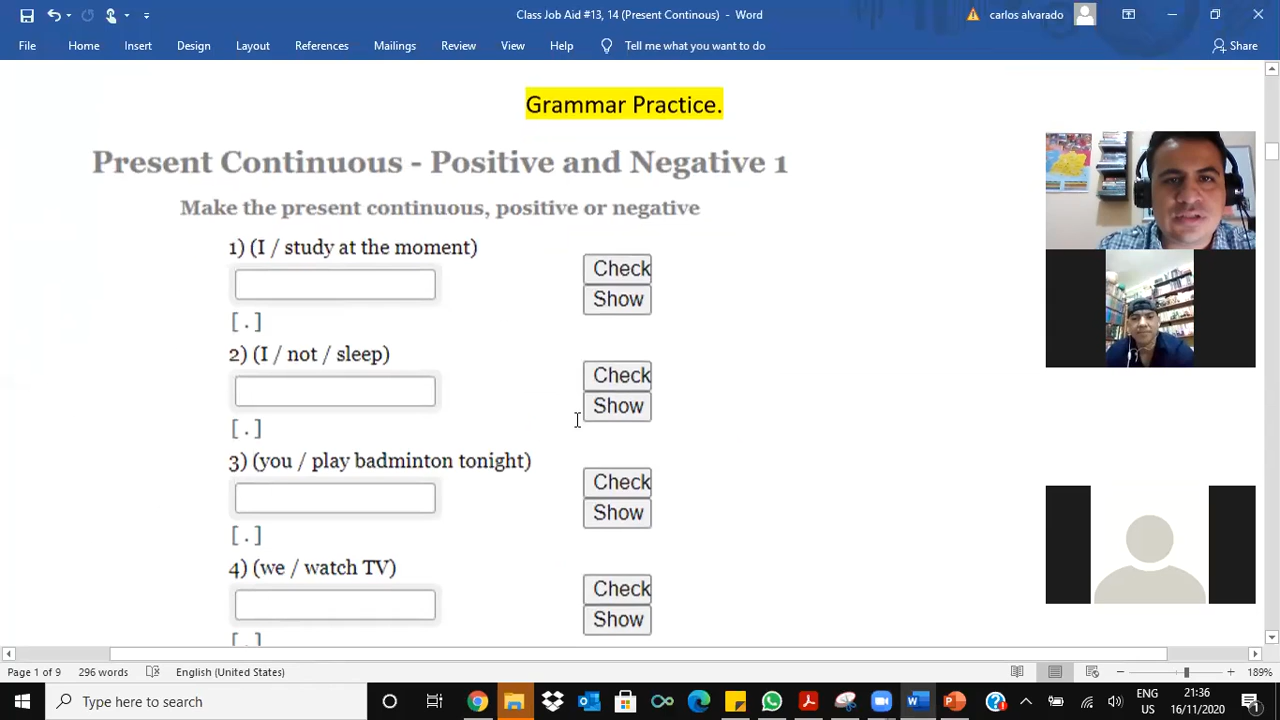 Class Job Aid #13, 14 (Present Continous) - Word
carlos alvarado
File Home Insert Design Layout References Mailings Review View Help Tell me what you want to do Share
Grammar Practice.
Present Continuous - Positive and Negative 1
Make the present continuous, positive or negative
1) (I / study at the moment)
Check
Show
[ . ]
2) (I / not / sleep)
Check
Show
[ . ]
3) (you / play badminton tonight)
Check
Show
[ . ]
4) (we / watch TV)
Check
Show
[ . ]
Page 1 of 9 296 words English (United States) 189%
Type here to search
ENG
US
21:36
16/11/2020